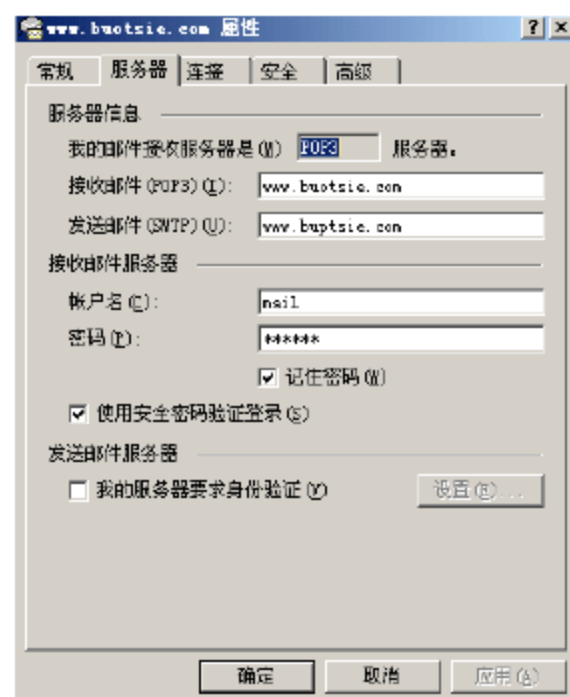 www.buotsie.com 属性
常规 服务器 连接 安全 高级
服务器信息
我的邮件接收服务器是(M) POP3 服务器。
接收邮件(POP3)(I): www.buotsie.com
发送邮件(SMTP)(U): www.buptsie.com
接收邮件服务器
帐户名(C): mail
密码(P): ******
记住密码(W)
使用安全密码验证登录(S)
发送邮件服务器
我的服务器要求身份验证(V) 设置(E)...
确定 取消 应用(A)